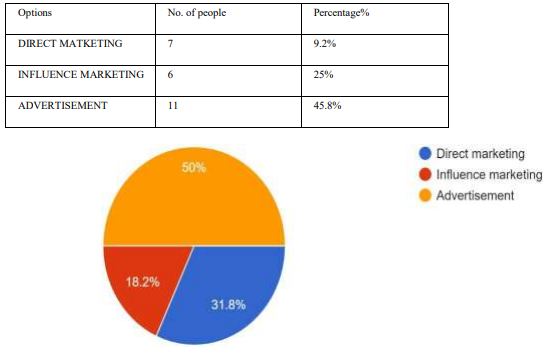 Options No. of people Percentage%
DIRECT MATKETING 7 9.2%
INFLUENCE MARKETING 6 25%
ADVERTISEMENT 11 45.8%
Direct marketing
Influence marketing
Advertisement
50%
18.2%
31.8%